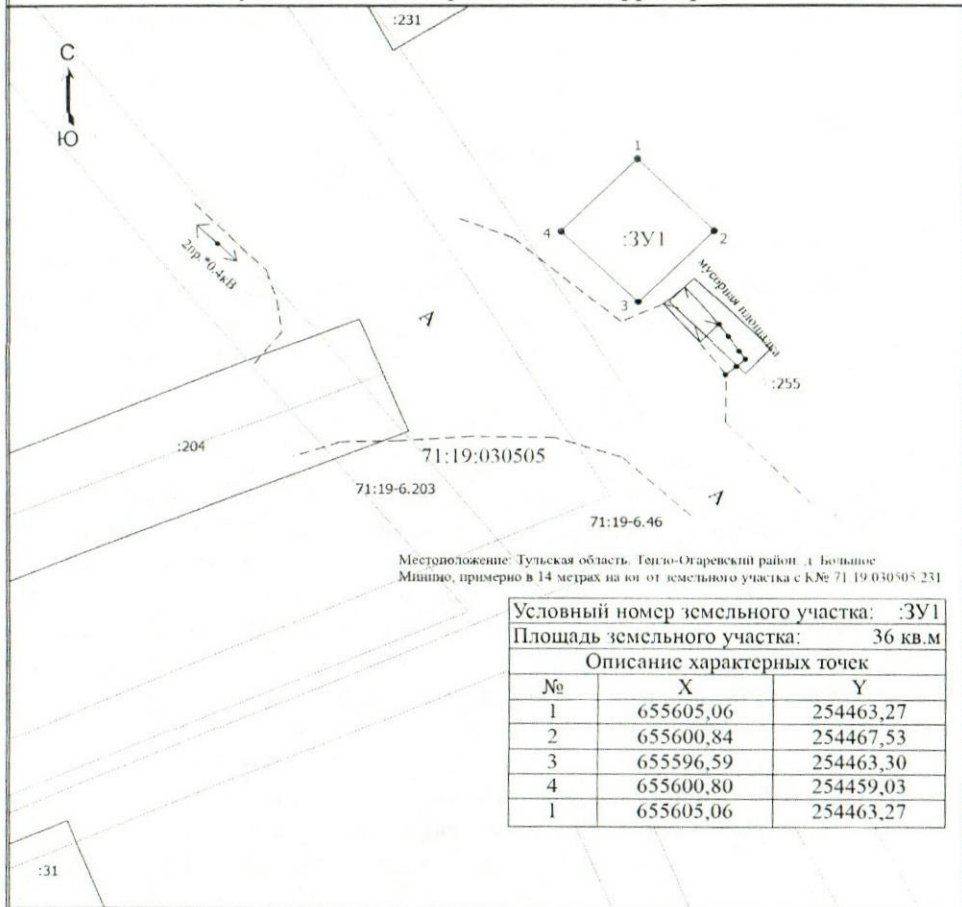 :231
С
Ю
1
4
:ЗУ1
2
3
мусорная площадка
2пр.*0.4кВ
А
:255
:204
71:19:030505
71:19-6.203
А
71:19-6.46
Местоположение: Тульская область, Тепло-Огаревский район, д. Большое
Минино, примерно в 14 метрах на юг от земельного участка с К№ 71:19:030505:231
Условный номер земельного участка: :ЗУ1
Площадь земельного участка: 36 кв.м
Описание характерных точек
№ X Y
1 655605,06 254463,27
2 655600,84 254467,53
3 655596,59 254463,30
4 655600,80 254459,03
1 655605,06 254463,27
:31